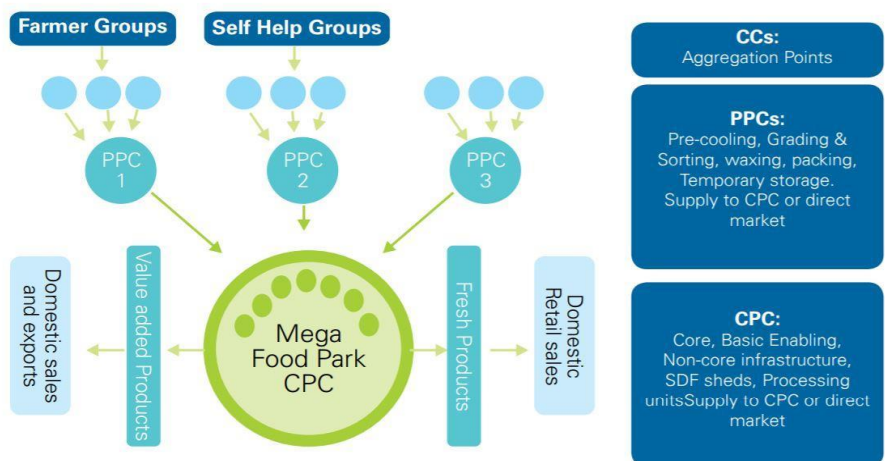 Farmer Groups
Self Help Groups
PPC
1
PPC
2
PPC
3
Domestic sales
and exports
Value added Products
Mega
Food Park
CPC
Fresh Products
Domestic
Retail sales
CCs:
Aggregation Points
PPCs:
Pre-cooling, Grading &
Sorting, waxing, packing,
Temporary storage.
Supply to CPC or direct
market
CPC:
Core, Basic Enabling,
Non-core infrastructure,
SDF sheds, Processing
unitsSupply to CPC or direct
market